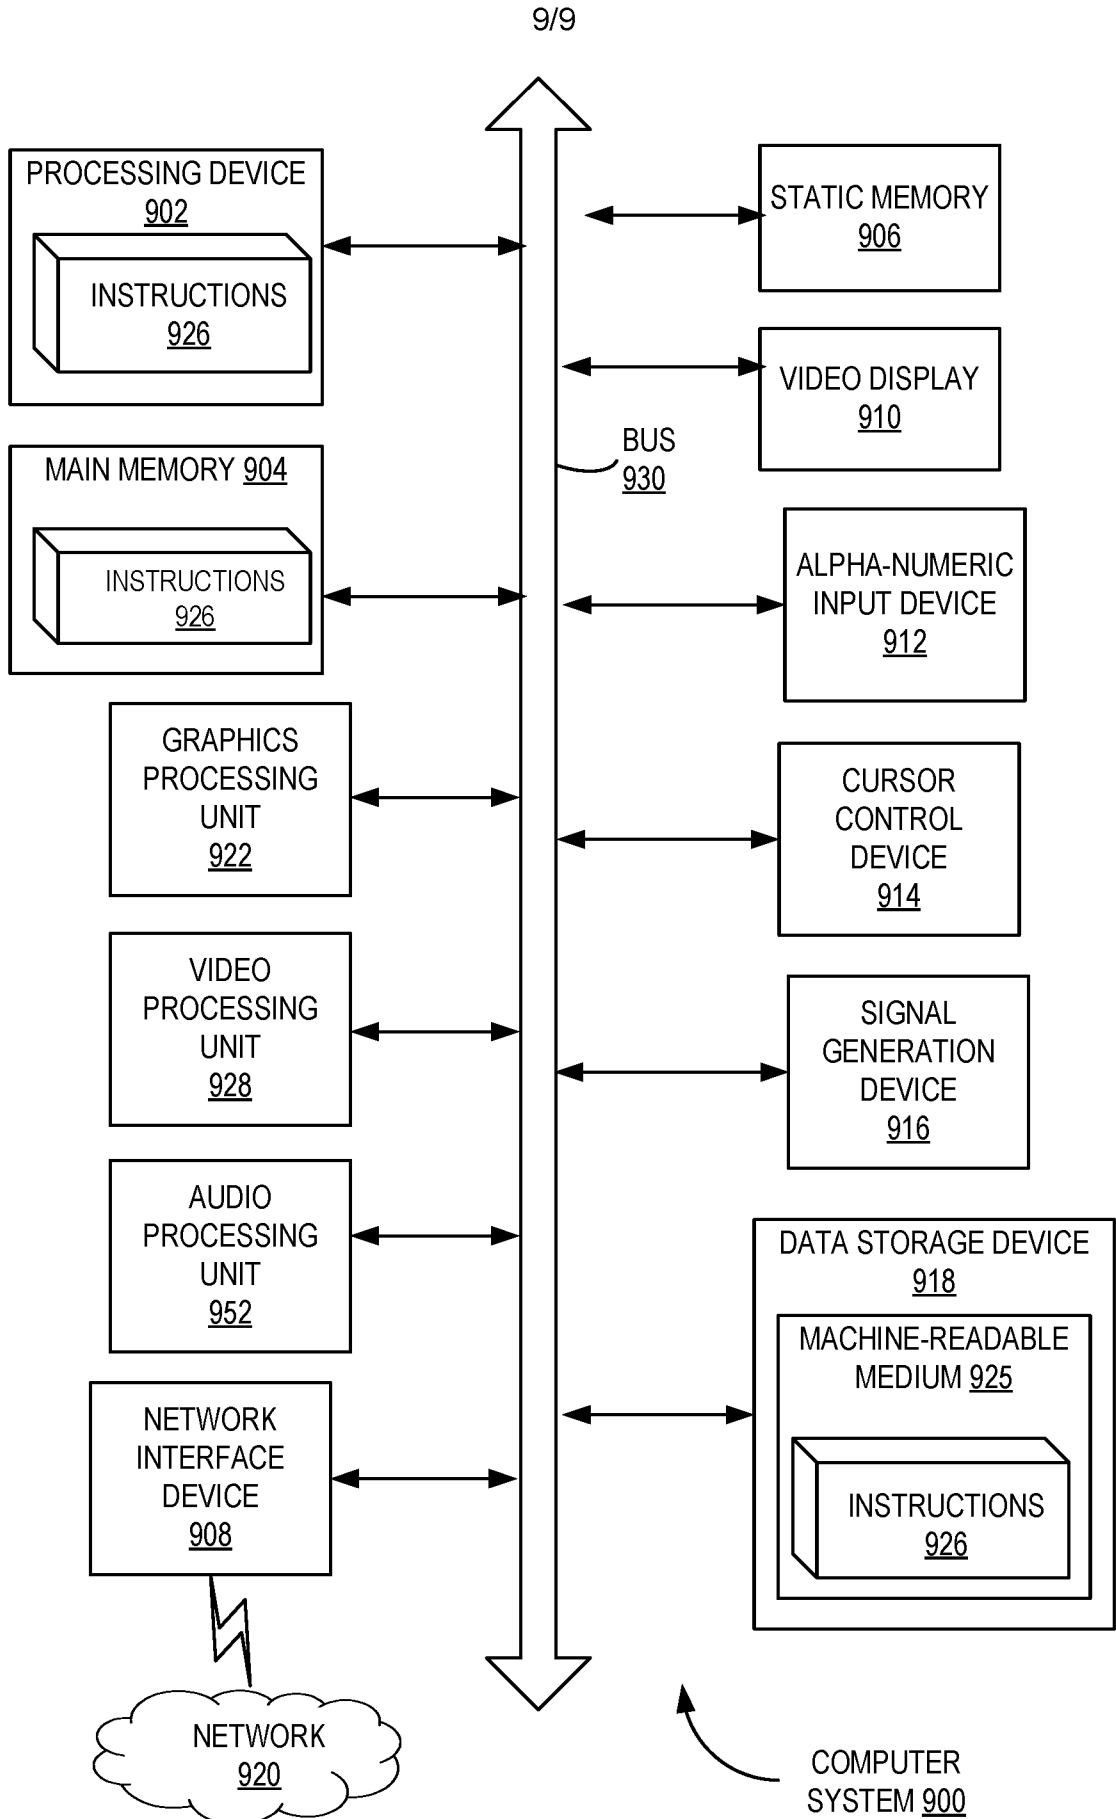 9/9
PROCESSING DEVICE
902
INSTRUCTIONS
926
MAIN MEMORY 904
INSTRUCTIONS
926
GRAPHICS
PROCESSING
UNIT
922
VIDEO
PROCESSING
UNIT
928
AUDIO
PROCESSING
UNIT
952
NETWORK
INTERFACE
DEVICE
908
NETWORK
920
BUS
930
STATIC MEMORY
906
VIDEO DISPLAY
910
ALPHA-NUMERIC
INPUT DEVICE
912
CURSOR
CONTROL
DEVICE
914
SIGNAL
GENERATION
DEVICE
916
DATA STORAGE DEVICE
918
MACHINE-READABLE
MEDIUM 925
INSTRUCTIONS
926
COMPUTER
SYSTEM 900